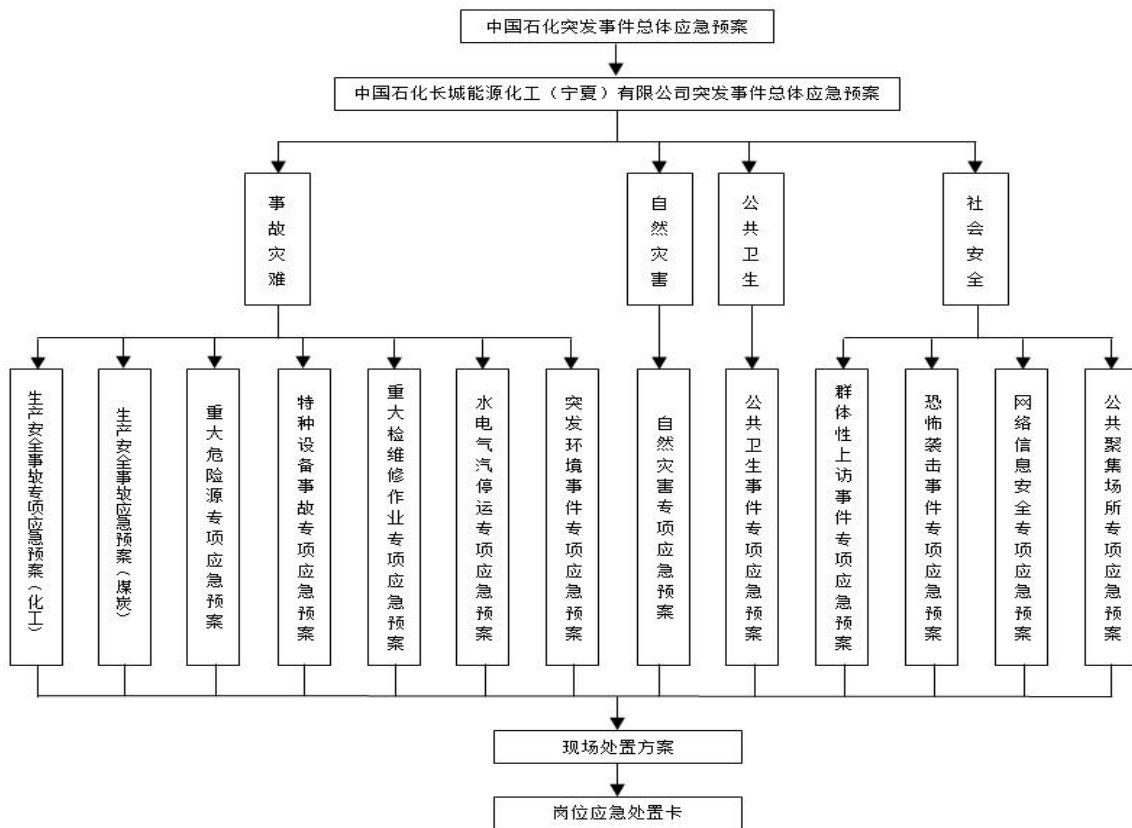 中国石化突发事件总体应急预案
中国石化长城能源化工（宁夏）有限公司突发事件总体应急预案
事故灾难
自然灾害
公共卫生
社会安全
生产安全事故专项应急预案（化工）
生产安全事故应急预案（煤炭）
重大危险源专项应急预案
特种设备事故专项应急预案
重大检维修作业专项应急预案
水电气汽停运专项应急预案
突发环境事件专项应急预案
自然灾害专项应急预案
公共卫生事件专项应急预案
群体性上访事件专项应急预案
恐怖袭击事件专项应急预案
网络信息安全专项应急预案
公共聚集场所专项应急预案
现场处置方案
岗位应急处置卡